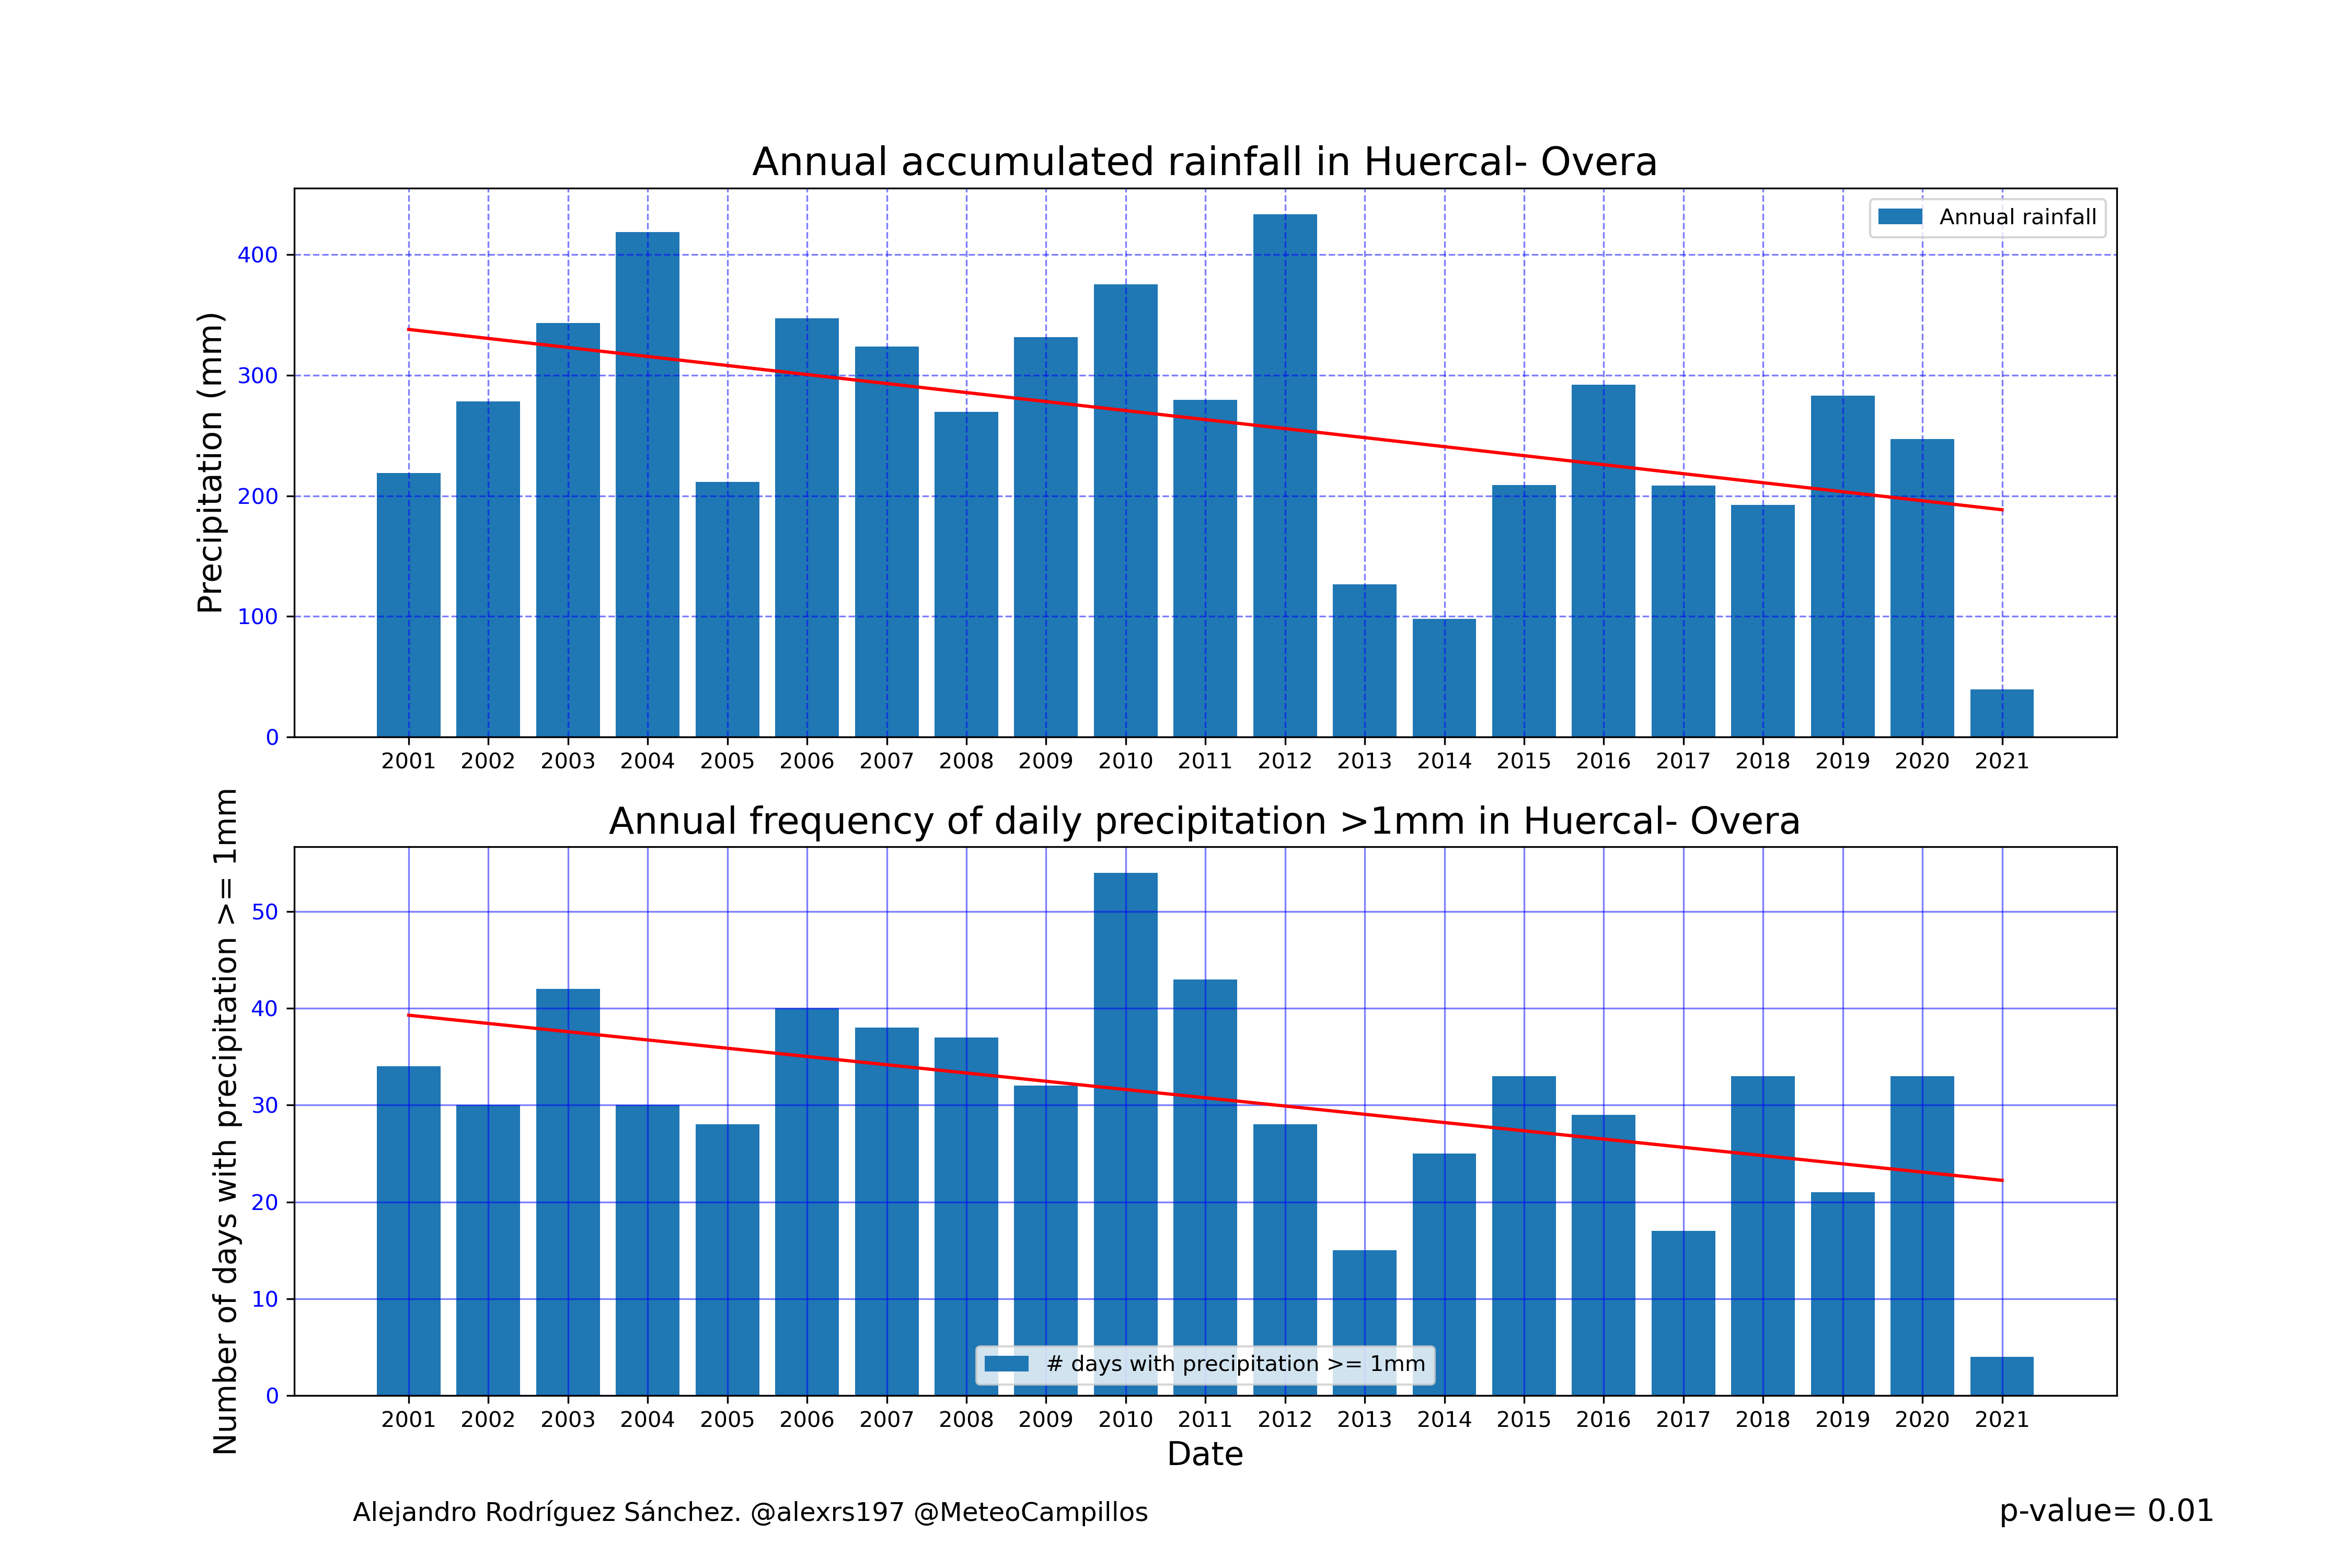 Annual accumulated rainfall in Huercal- Overa
Annual rainfall
Precipitation (mm)
400
300
200
100
0
2001 2002 2003 2004 2005 2006 2007 2008 2009 2010 2011 2012 2013 2014 2015 2016 2017 2018 2019 2020 2021
Annual frequency of daily precipitation >1mm in Huercal- Overa
Number of days with precipitation >= 1mm
50
40
30
20
10
0
# days with precipitation >= 1mm
2001 2002 2003 2004 2005 2006 2007 2008 2009 2010 2011 2012 2013 2014 2015 2016 2017 2018 2019 2020 2021
Date
Alejandro Rodríguez Sánchez. @alexrs197 @MeteoCampillos
p-value= 0.01